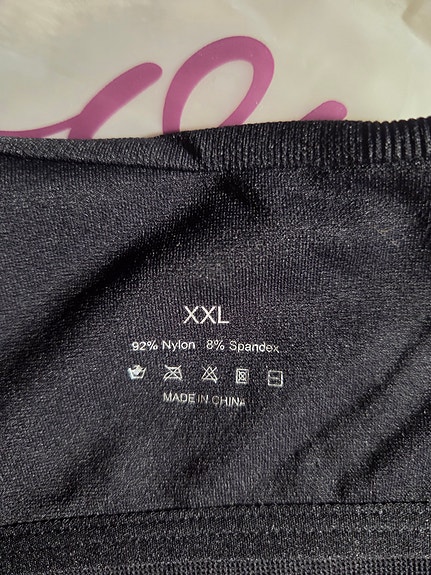 XXL
92% Nylon 8% Spandex
MADE IN CHINA